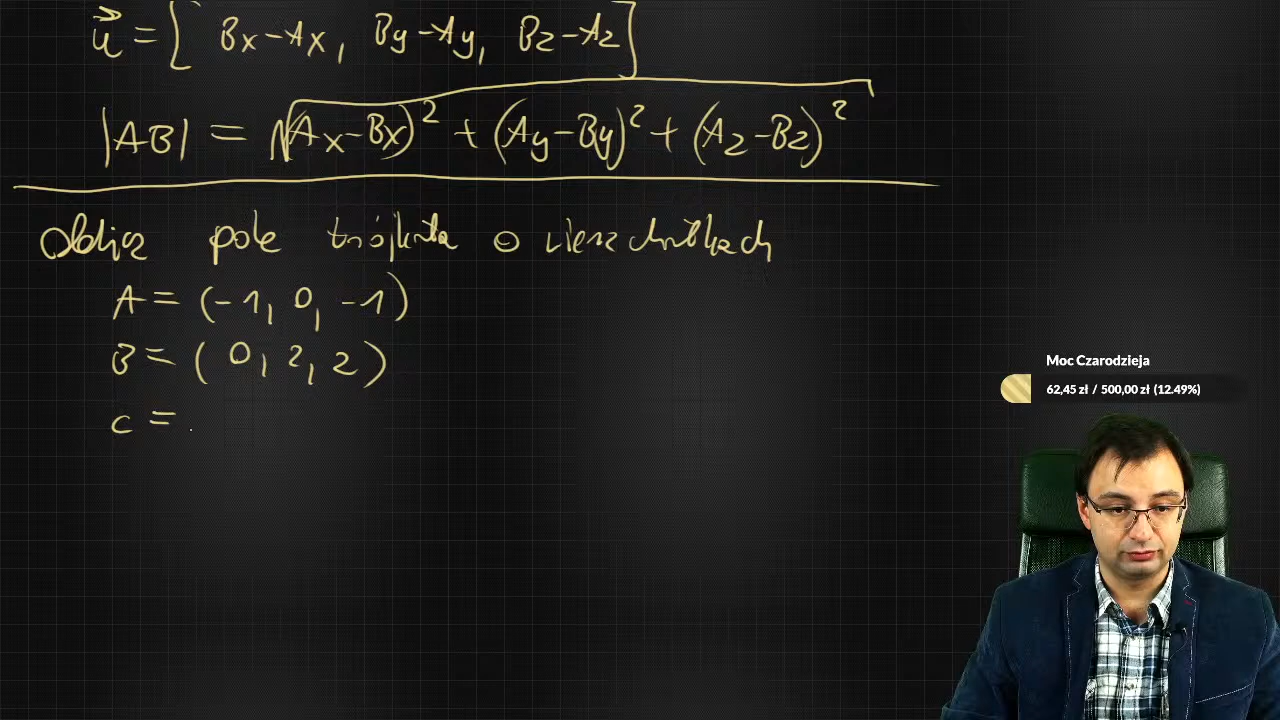 u⃗ = [ Bx-Ax, By-Ay, Bz-Az]
|AB| = √(Ax-Bx)² + (Ay-By)² + (Az-Bz)²
Oblicz pole trójkąta o wierzchołkach
A = (-1, 0, -1)
B = ( 0, 2, 2 )
C =
Moc Czarodzieja
62,45 zł / 500,00 zł (12.49%)